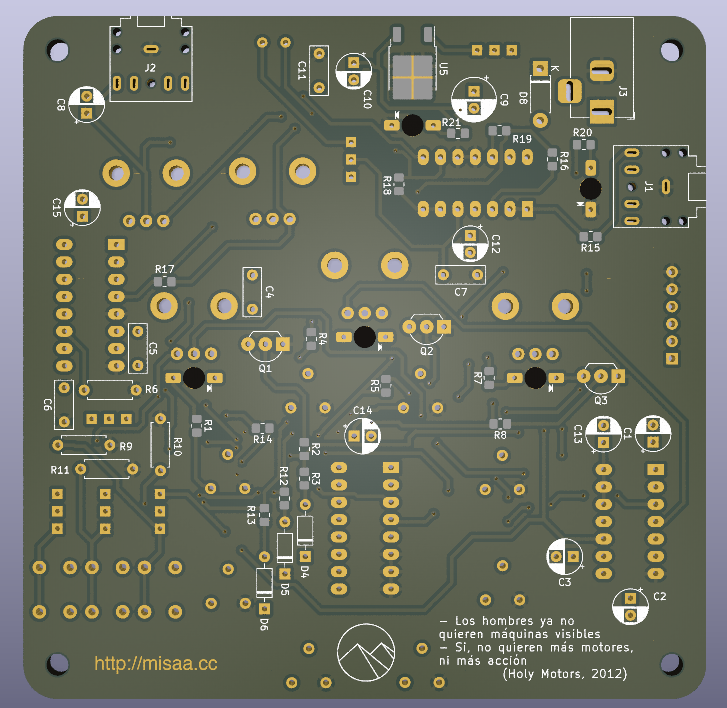 J2
C11
C10
U5
C9
D8
K
J3
C8
R21
R19
R20
R16
R18
J1
C15
R15
C12
R17
C4
C7
C5
Q1
R4
Q2
R5
R7
Q3
R6
C6
R1
R14
C14
R8
C13
C1
R9
R10
R2
R11
R12
R3
R13
D4
D5
D6
C3
C2
– Los hombres ya no
quieren máquinas visibles
– Si, no quieren más motores,
ni más acción
(Holy Motors, 2012)
http://misaa.cc